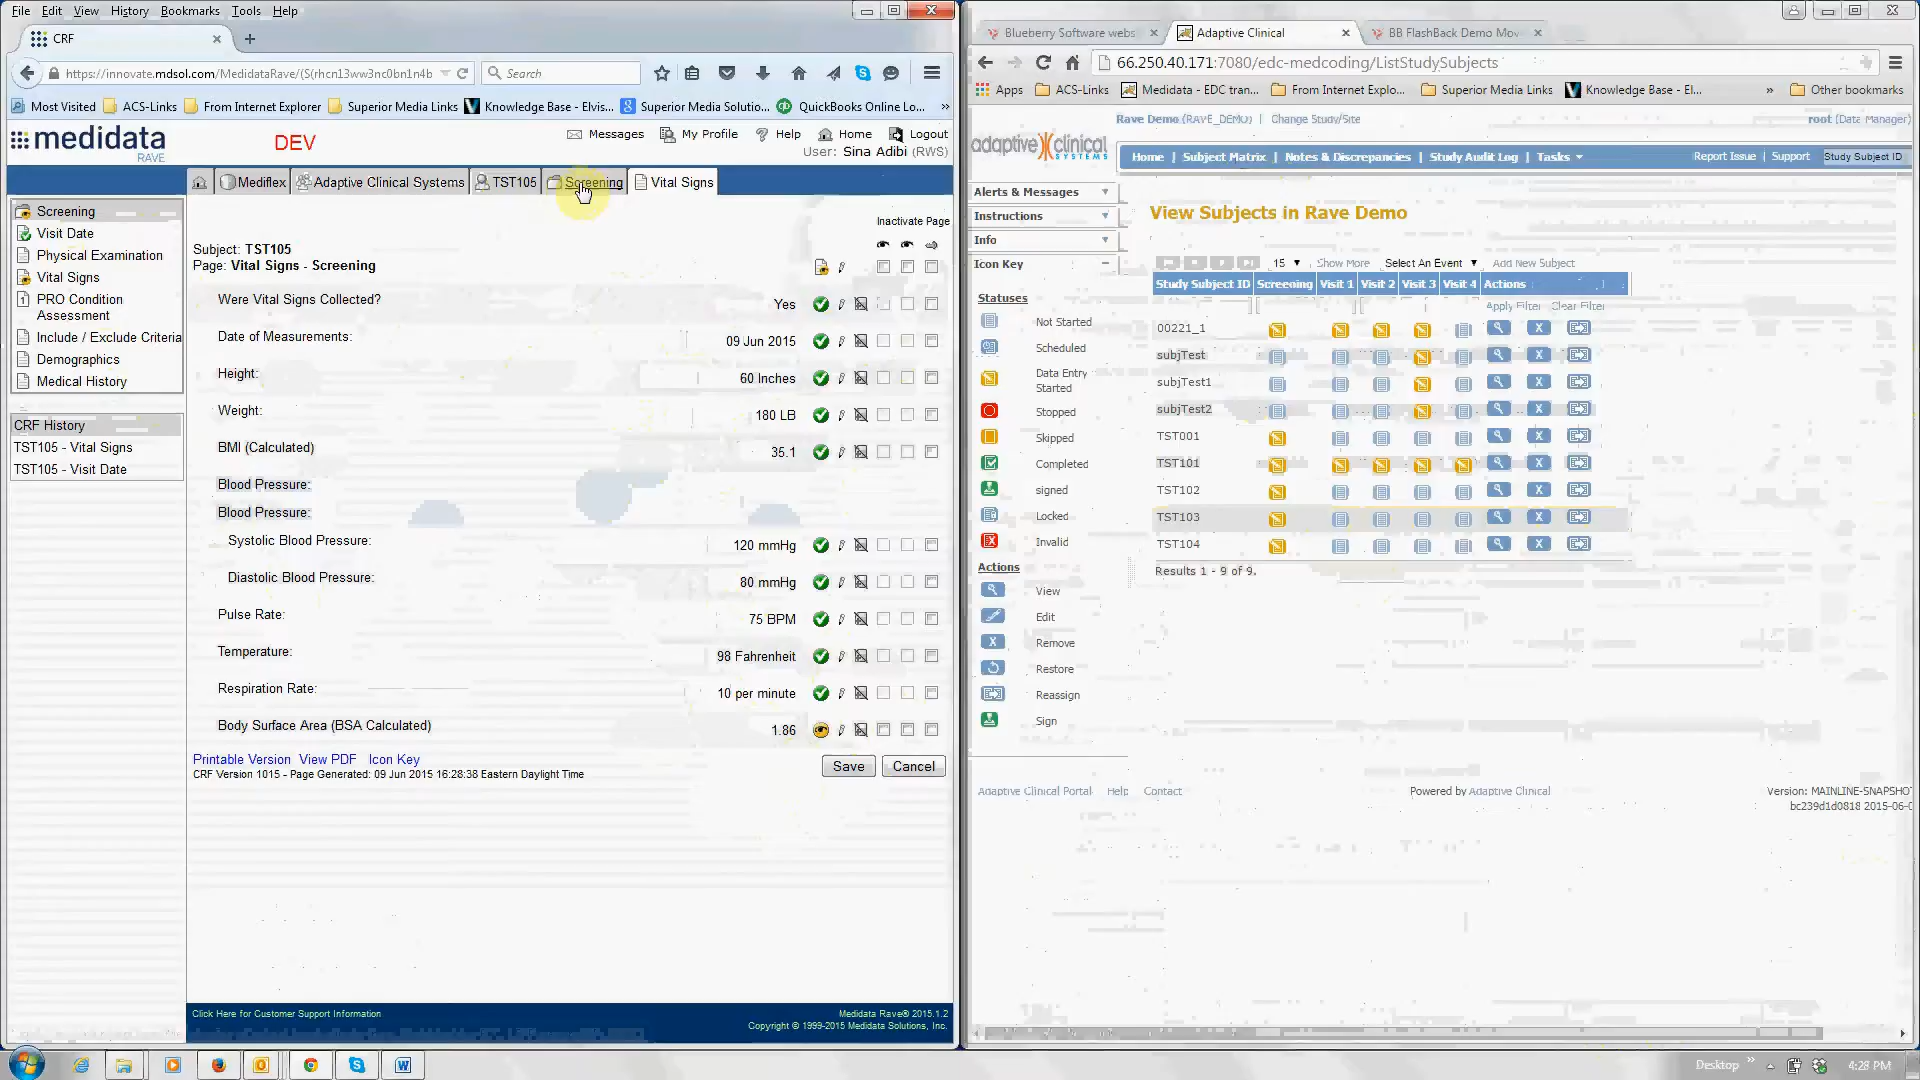 File Edit View History Bookmarks Tools Help
CRF
https://innovate.mdsol.com/MedidataRave/(S(rhcn13ww3nc0bn1n4b
Search
Most Visited ACS-Links From Internet Explorer Superior Media Links Knowledge Base - Elvis... Superior Media Solutio... QuickBooks Online Lo... »
medidata
RAVE
DEV
Messages My Profile Help Home Logout
User: Sina Adibi (RWS)
Mediflex Adaptive Clinical Systems TST105 Screening Vital Signs
Screening
Visit Date
Physical Examination
Vital Signs
PRO Condition
Assessment
Include / Exclude Criteria
Demographics
Medical History
CRF History
TST105 - Vital Signs
TST105 - Visit Date
Inactivate Page
Subject: TST105
Page: Vital Signs - Screening
Were Vital Signs Collected? Yes
Date of Measurements: 09 Jun 2015
Height: 60 Inches
Weight: 180 LB
BMI (Calculated) 35.1
Blood Pressure:
Blood Pressure:
Systolic Blood Pressure: 120 mmHg
Diastolic Blood Pressure: 80 mmHg
Pulse Rate: 75 BPM
Temperature: 98 Fahrenheit
Respiration Rate: 10 per minute
Body Surface Area (BSA Calculated) 1.86
Printable Version View PDF Icon Key
CRF Version 1015 - Page Generated: 09 Jun 2015 16:28:38 Eastern Daylight Time
Save Cancel
Click Here for Customer Support Information
Medidata Rave® 2015.1.2
Copyright © 1999-2015 Medidata Solutions, Inc.
Blueberry Software webs Adaptive Clinical BB FlashBack Demo Mov
66.250.40.171:7080/edc-medcoding/ListStudySubjects
Apps ACS-Links Medidata - EDC tran... From Internet Explo... Superior Media Links Knowledge Base - El... » Other bookmarks
adaptive clinical
SYSTEMS
Rave Demo (RAVE_DEMO) Change Study/Site root (Data Manager)
Home Subject Matrix Notes & Discrepancies Study Audit Log Tasks Report Issue Support Study Subject ID
Alerts & Messages
Instructions
Info
Icon Key
Statuses
Not Started
Scheduled
Data Entry
Started
Stopped
Skipped
Completed
signed
Locked
Invalid
Actions
View
Edit
Remove
Restore
Reassign
Sign
View Subjects in Rave Demo
15 Show More Select An Event Add New Subject
Study Subject ID Screening Visit 1 Visit 2 Visit 3 Visit 4 Actions
Apply Filter Clear Filter
00221_1
subjTest
subjTest1
subjTest2
TST001
TST101
TST102
TST103
TST104
Results 1 - 9 of 9.
Adaptive Clinical Portal Help Contact
Powered by Adaptive Clinical
Version: MAINLINE-SNAPSHO
bc239d1d0818 2015-06-0
Desktop » 4:28 PM